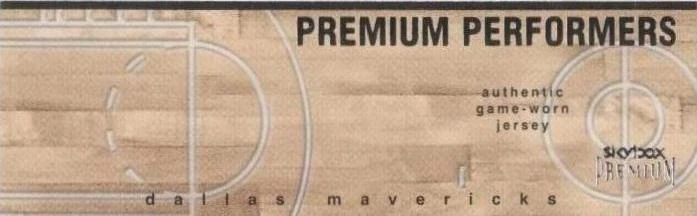 PREMIUM PERFORMERS
authentic
game-worn
jersey
skybox
PREMIUM
dallas mavericks